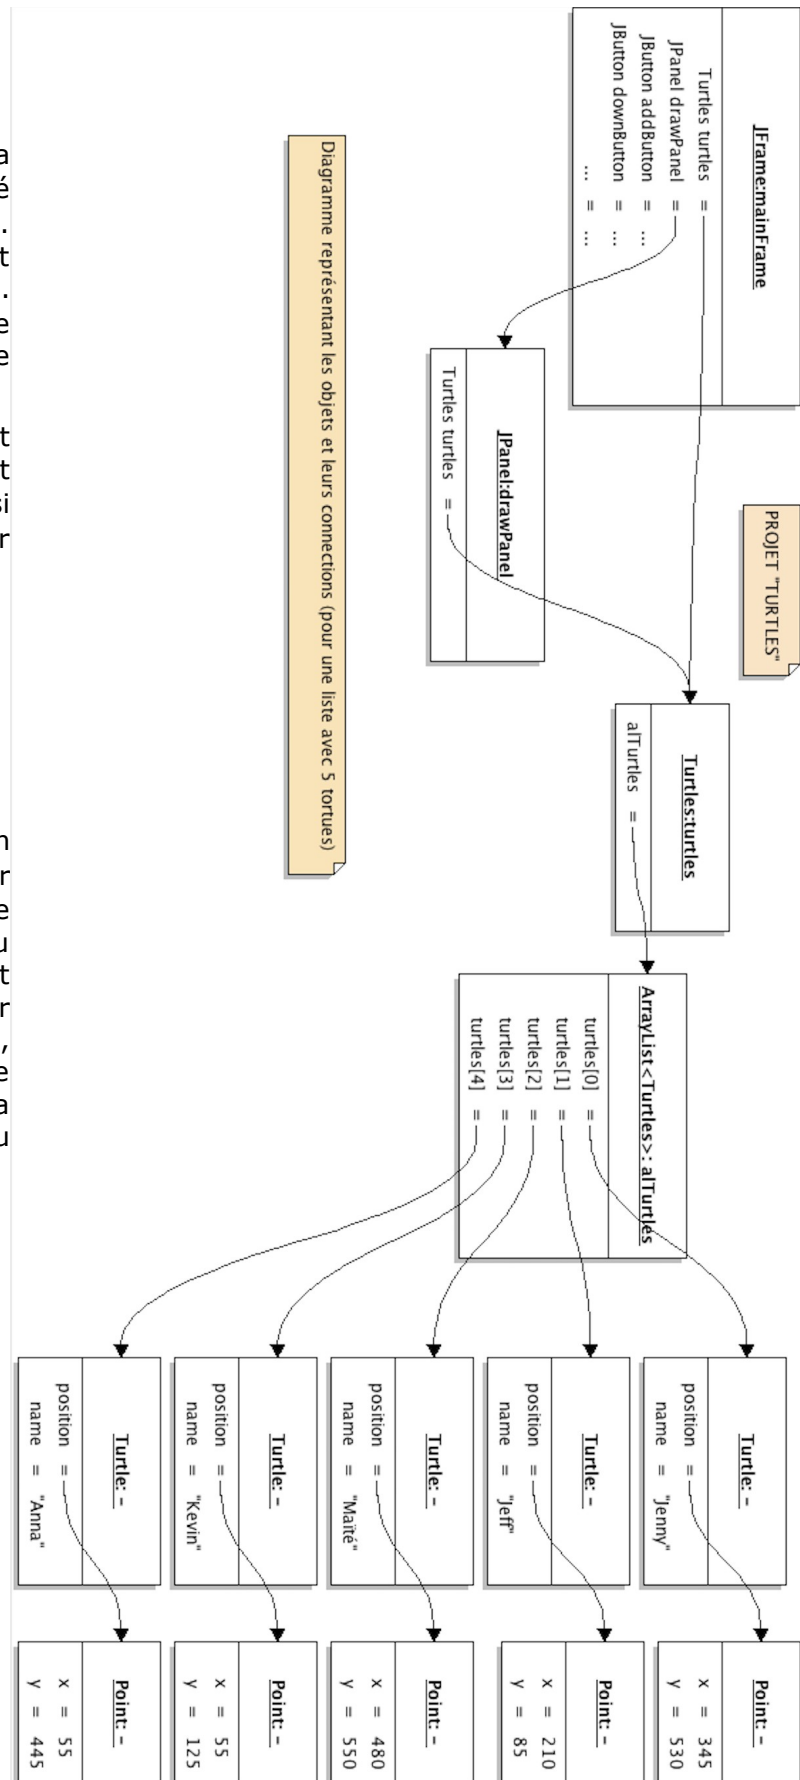 PROJET "TURTLES"
JFrame:mainFrame
Turtles turtles =
JPanel drawPanel =
JButton addButton = ...
JButton downButton = ...
... = ...
JPanel:drawPanel
Turtles turtles =
Turtles:turtles
alTurtles =
ArrayList<Turtles>: alTurtles
turtles[0] =
turtles[1] =
turtles[2] =
turtles[3] =
turtles[4] =
Turtle: -
position =
name = "Jenny"
Point: -
x = 345
y = 530
Turtle: -
position =
name = "Jeff"
Point: -
x = 210
y = 85
Turtle: -
position =
name = "Maïté"
Point: -
x = 480
y = 550
Turtle: -
position =
name = "Kevin"
Point: -
x = 55
y = 125
Turtle: -
position =
name = "Anna"
Point: -
x = 55
y = 445
Diagramme représentant les objets et leurs connections (pour une liste avec 5 tortues)
a
é
.
t
.
e
e
t
t
si
r
n
r
e
u
t
r
,
e
a
u